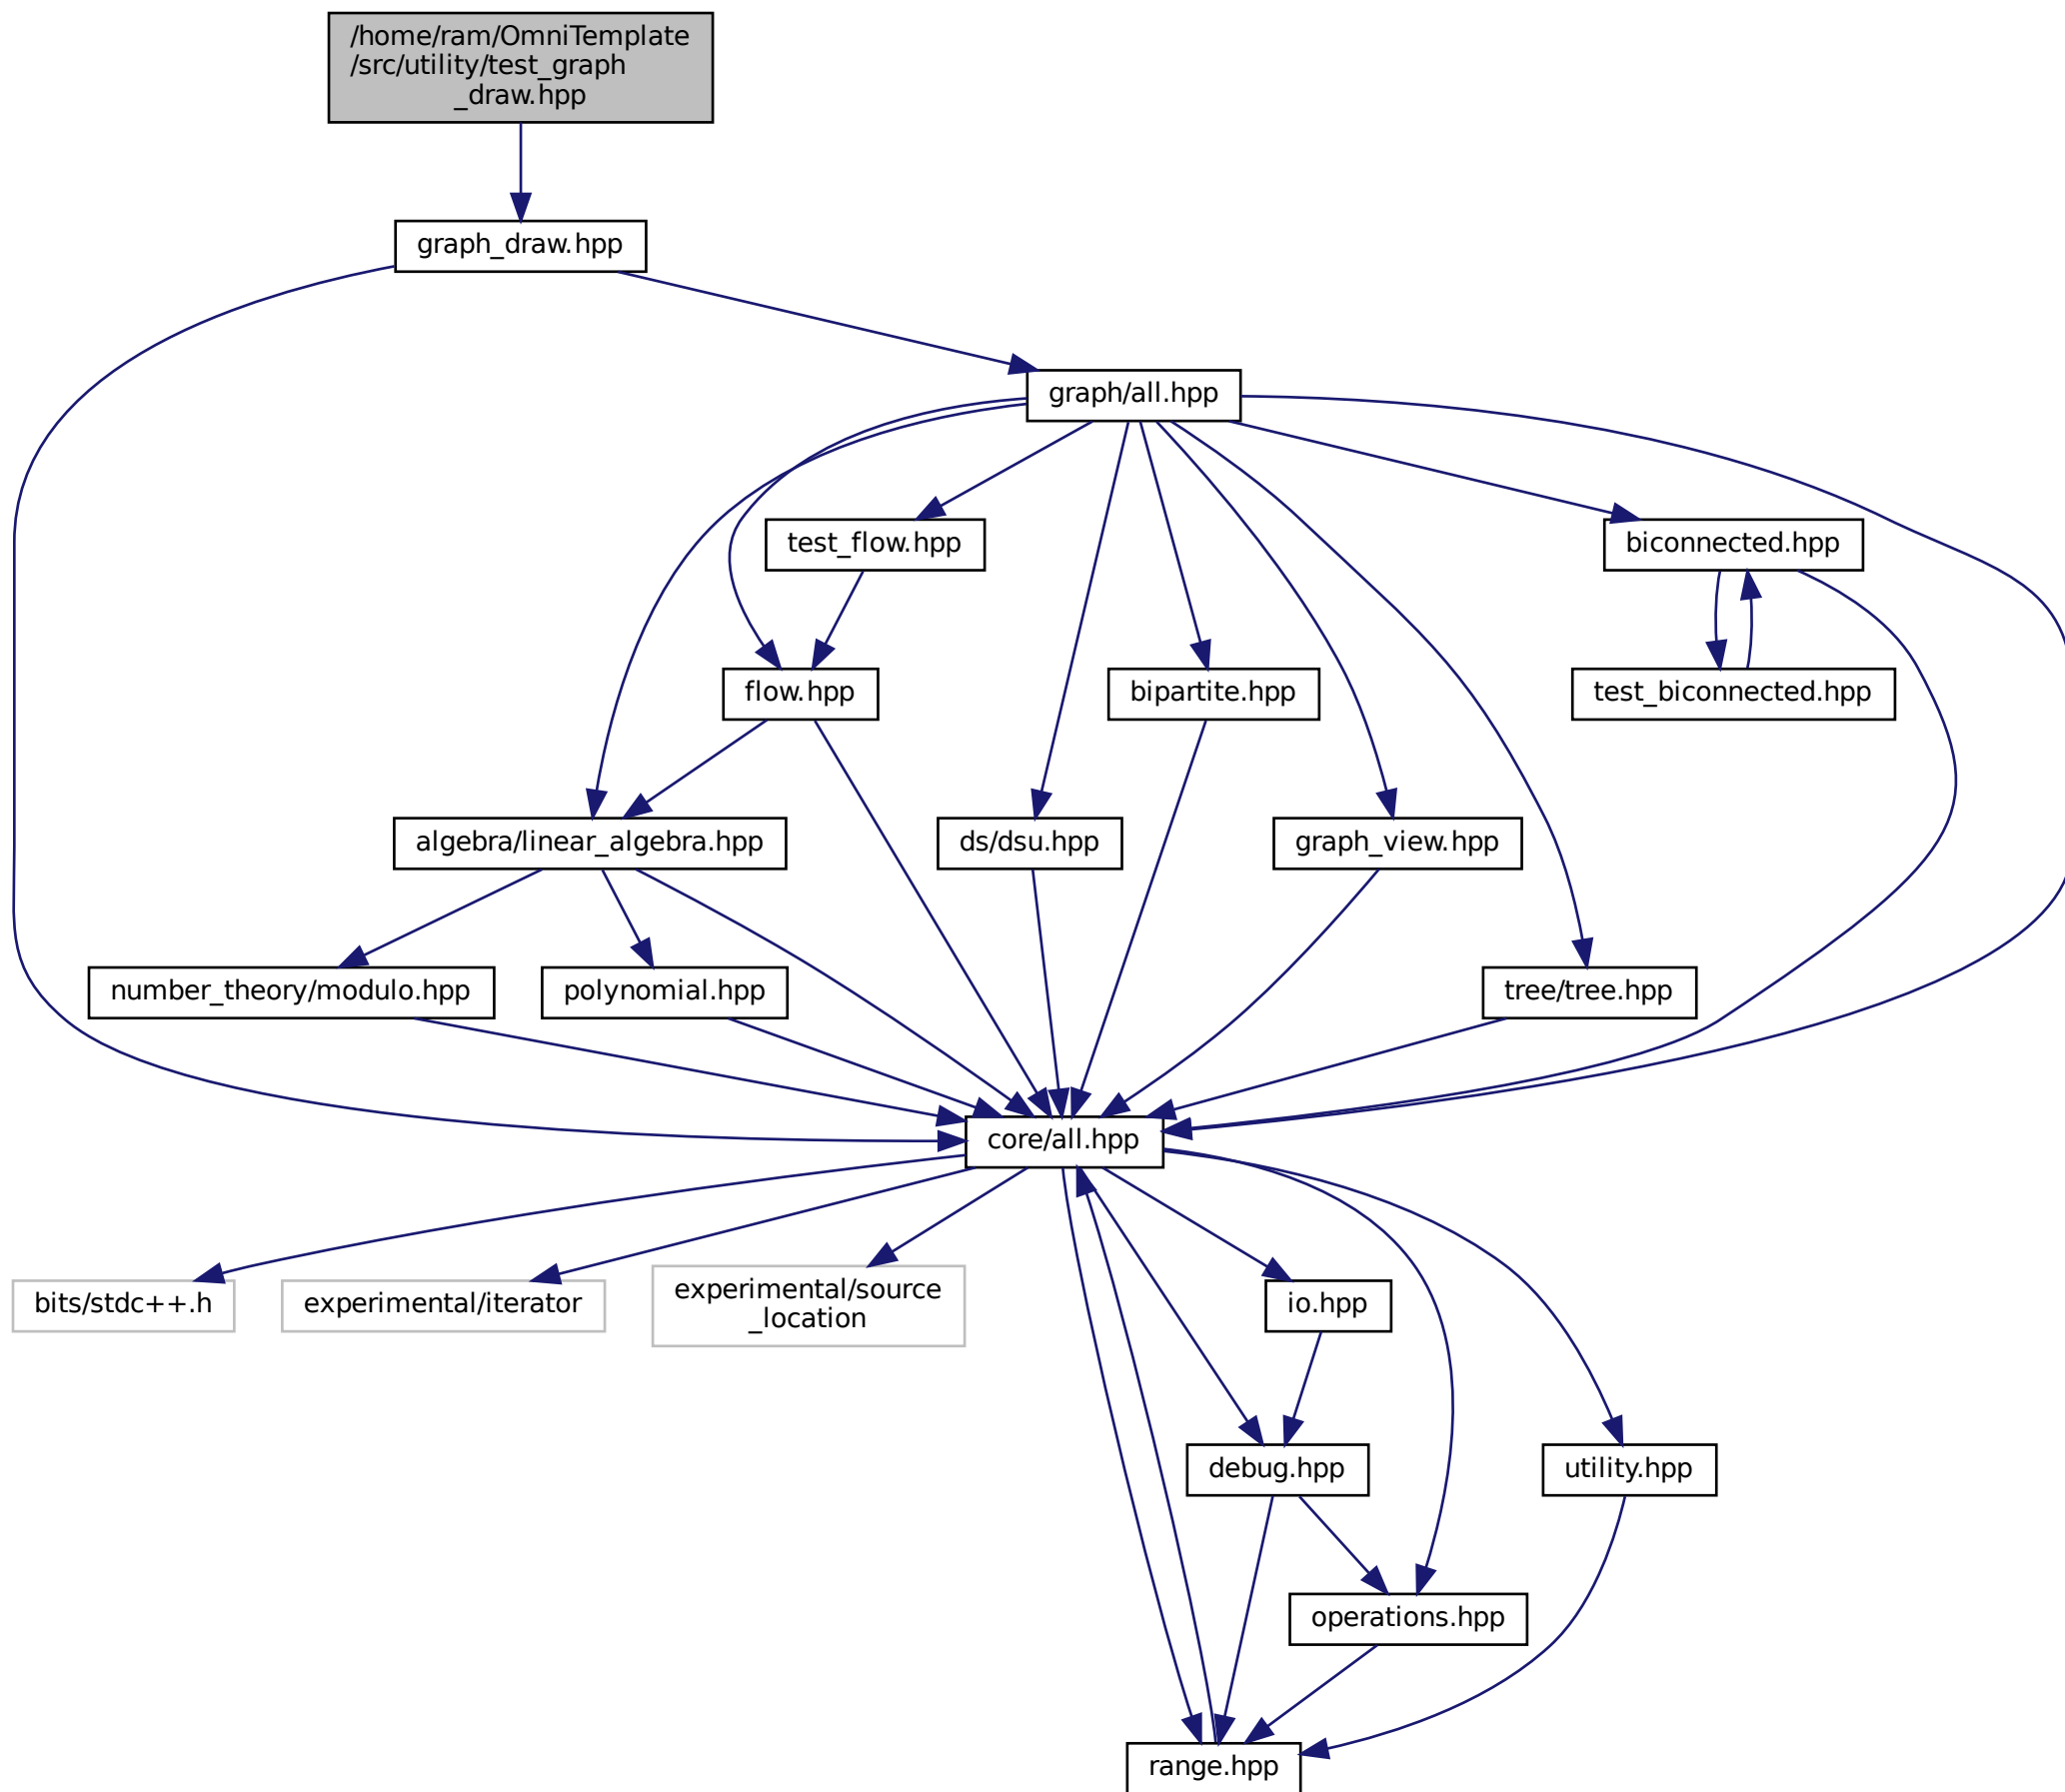 /home/ram/OmniTemplate
/src/utility/test_graph
_draw.hpp
graph_draw.hpp
graph/all.hpp
test_flow.hpp
biconnected.hpp
flow.hpp
bipartite.hpp
test_biconnected.hpp
algebra/linear_algebra.hpp
ds/dsu.hpp
graph_view.hpp
number_theory/modulo.hpp
polynomial.hpp
tree/tree.hpp
core/all.hpp
bits/stdc++.h
experimental/iterator
experimental/source
_location
io.hpp
debug.hpp
utility.hpp
operations.hpp
range.hpp